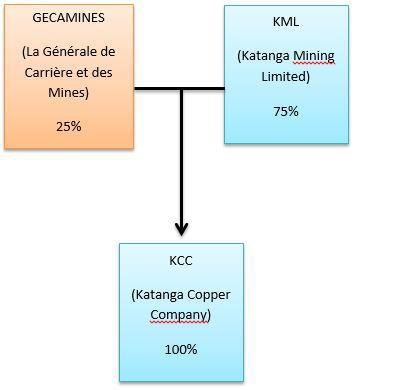 GECAMINES
(La Générale de
Carrière et des
Mines)
25%
KML
(Katanga Mining
Limited)
75%
KCC
(Katanga Copper
Company)
100%